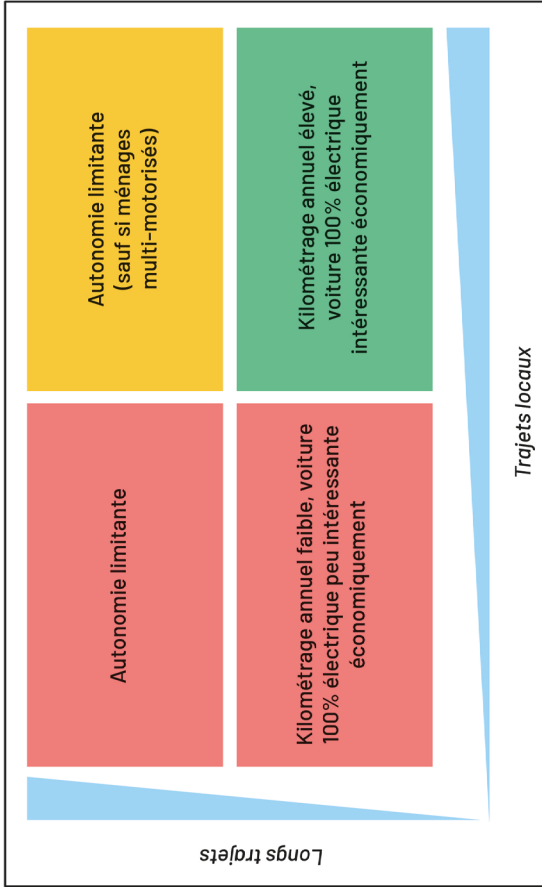 Longs trajets
Autonomie limitante
Autonomie limitante
(sauf si ménages
multi-motorisés)
Kilométrage annuel faible, voiture
100% électrique peu intéressante
économiquement
Kilométrage annuel élevé,
voiture 100% électrique
intéressante économiquement
Trajets locaux